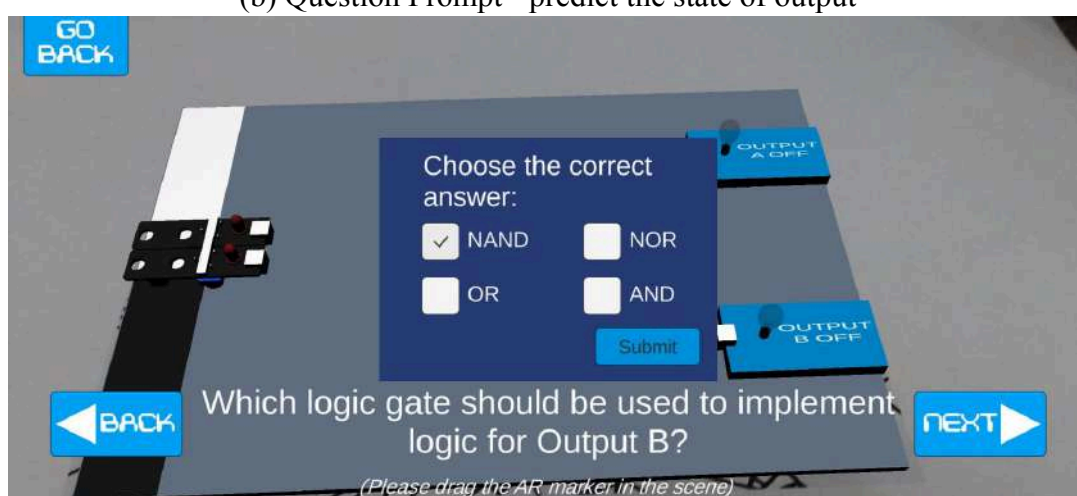 (b) Question Prompt - predict the state of output
GO
BACK
OUTPUT
A OFF
Choose the correct
answer:
NAND
NOR
OR
AND
Submit
OUTPUT
B OFF
Which logic gate should be used to implement
logic for Output B?
BACK
NEXT
(Please drag the AR marker in the scene)